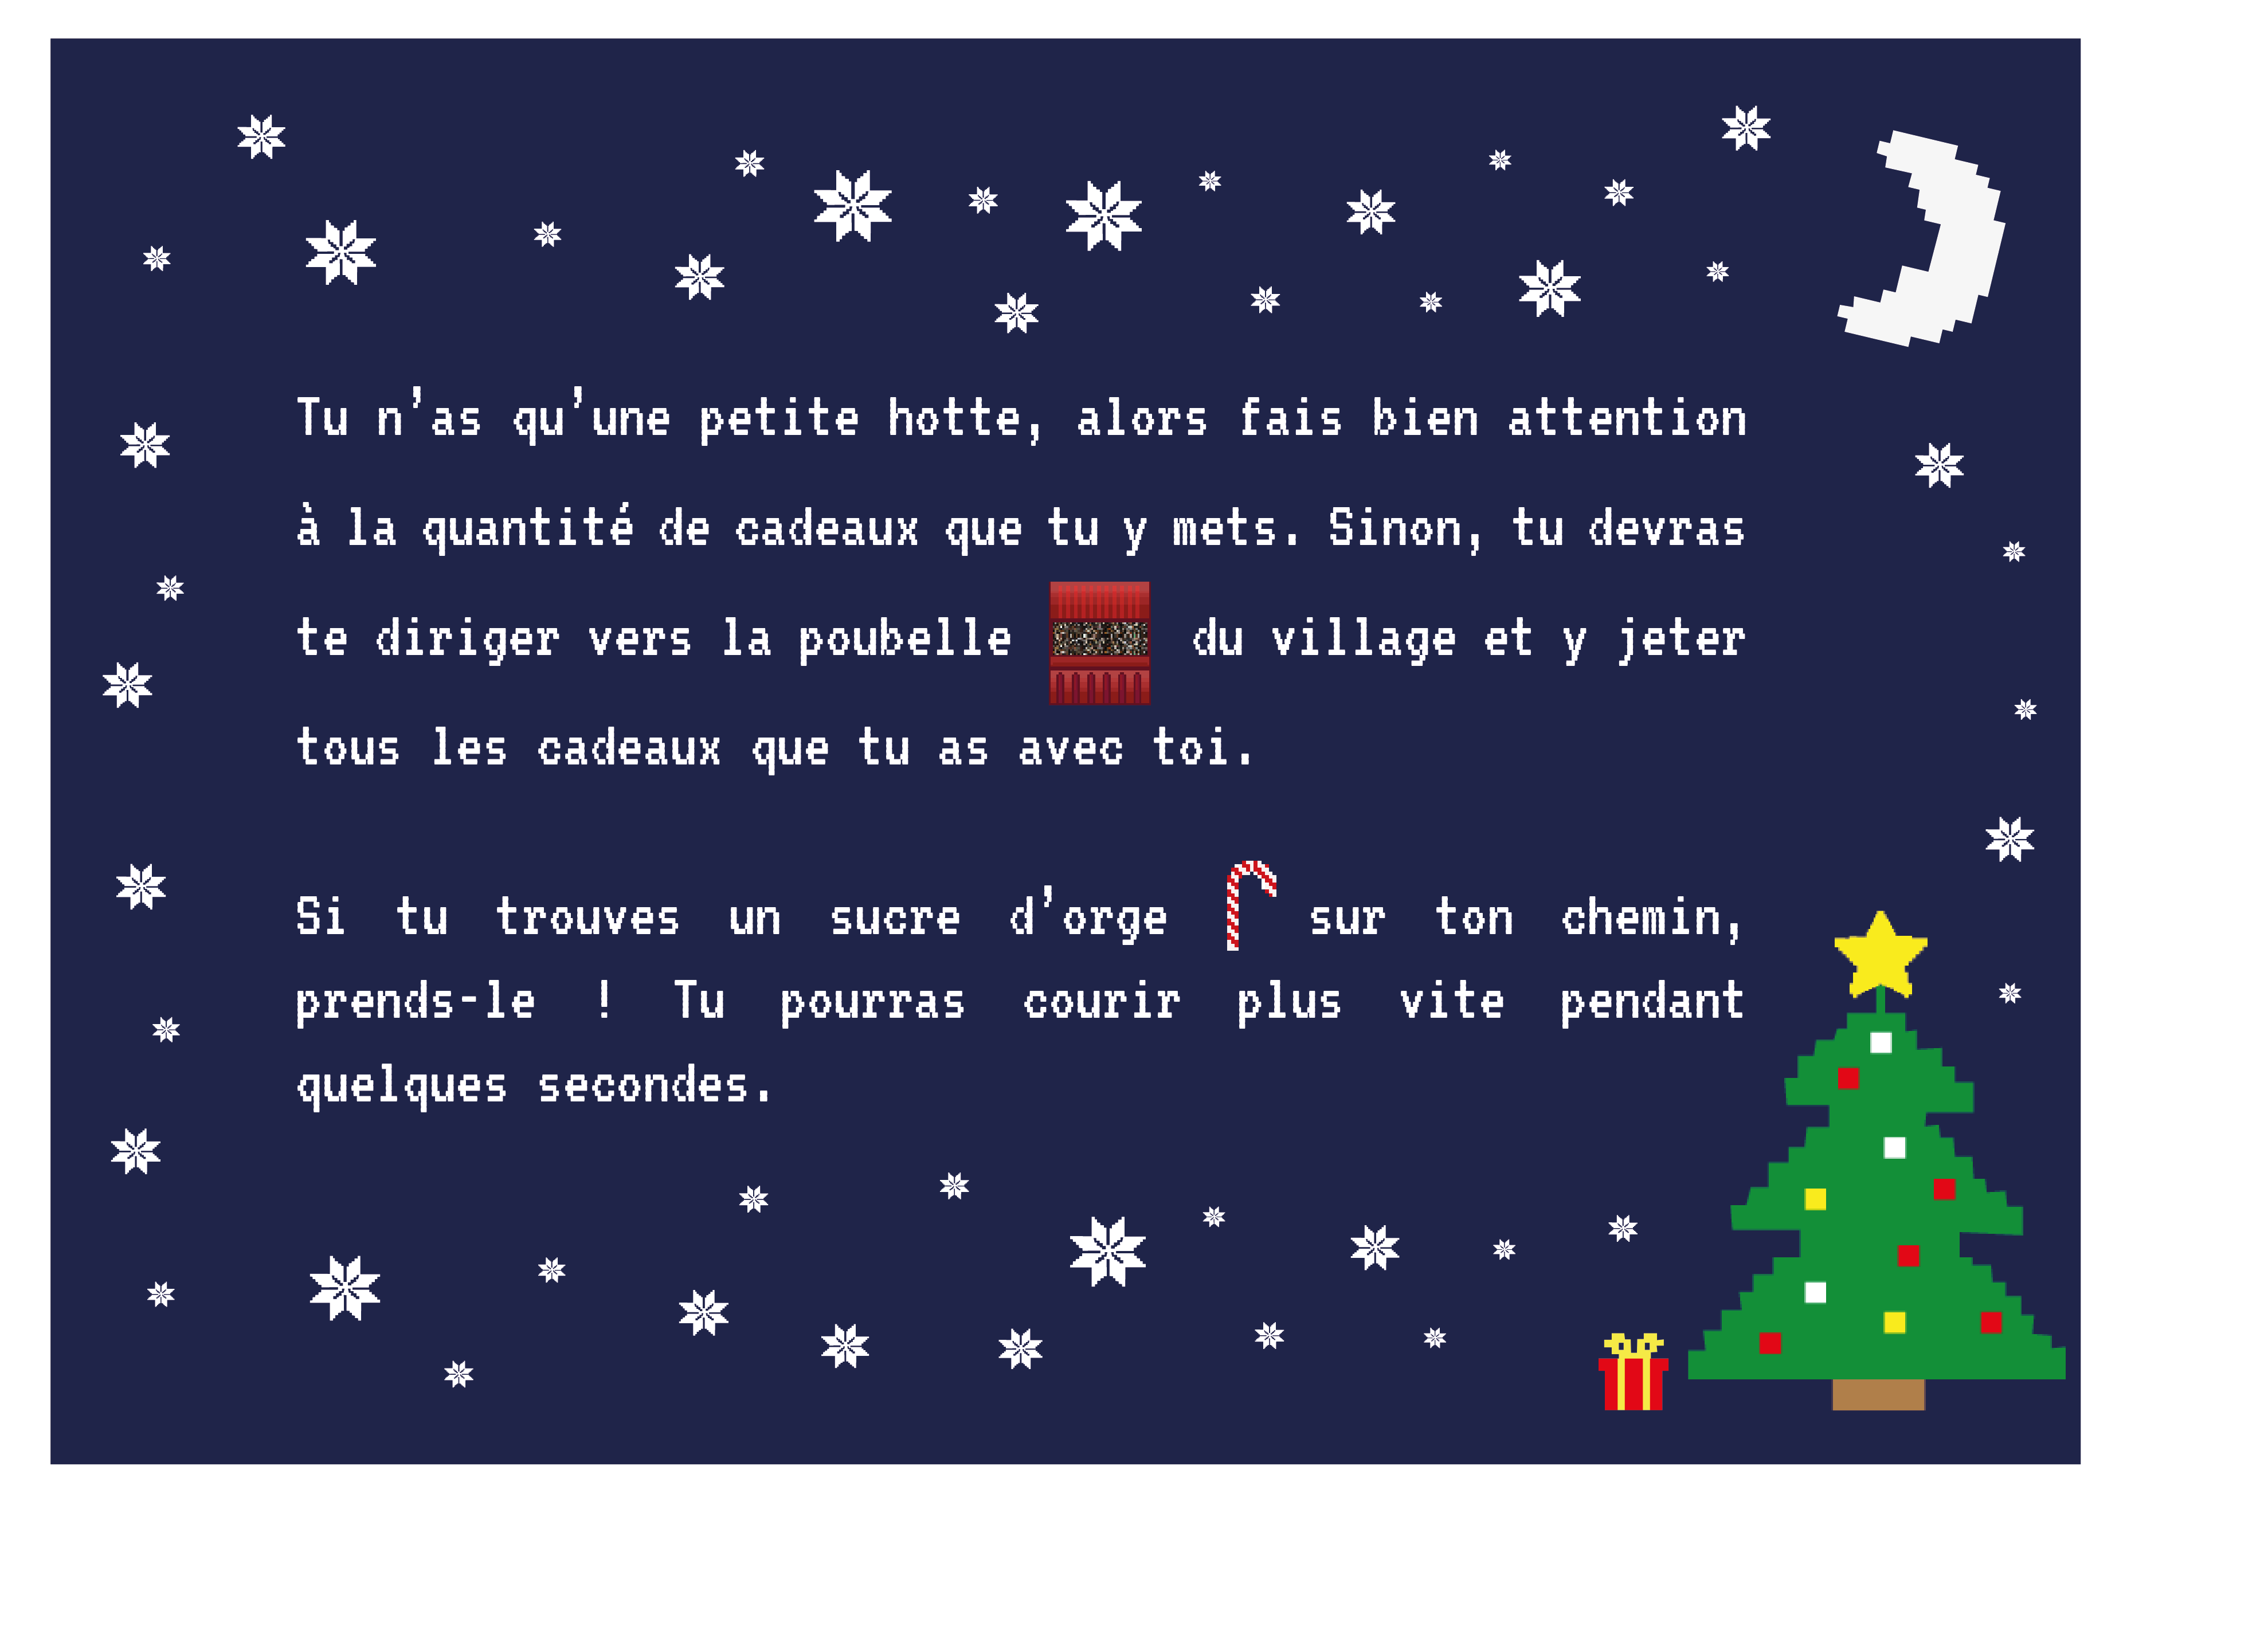 Tu n'as qu'une petite hotte, alors fais bien attention
à la quantité de cadeaux que tu y mets. Sinon, tu devras
te diriger vers la poubelle du village et y jeter
tous les cadeaux que tu as avec toi.
Si tu trouves un sucre d'orge sur ton chemin,
prends-le ! Tu pourras courir plus vite pendant
quelques secondes.